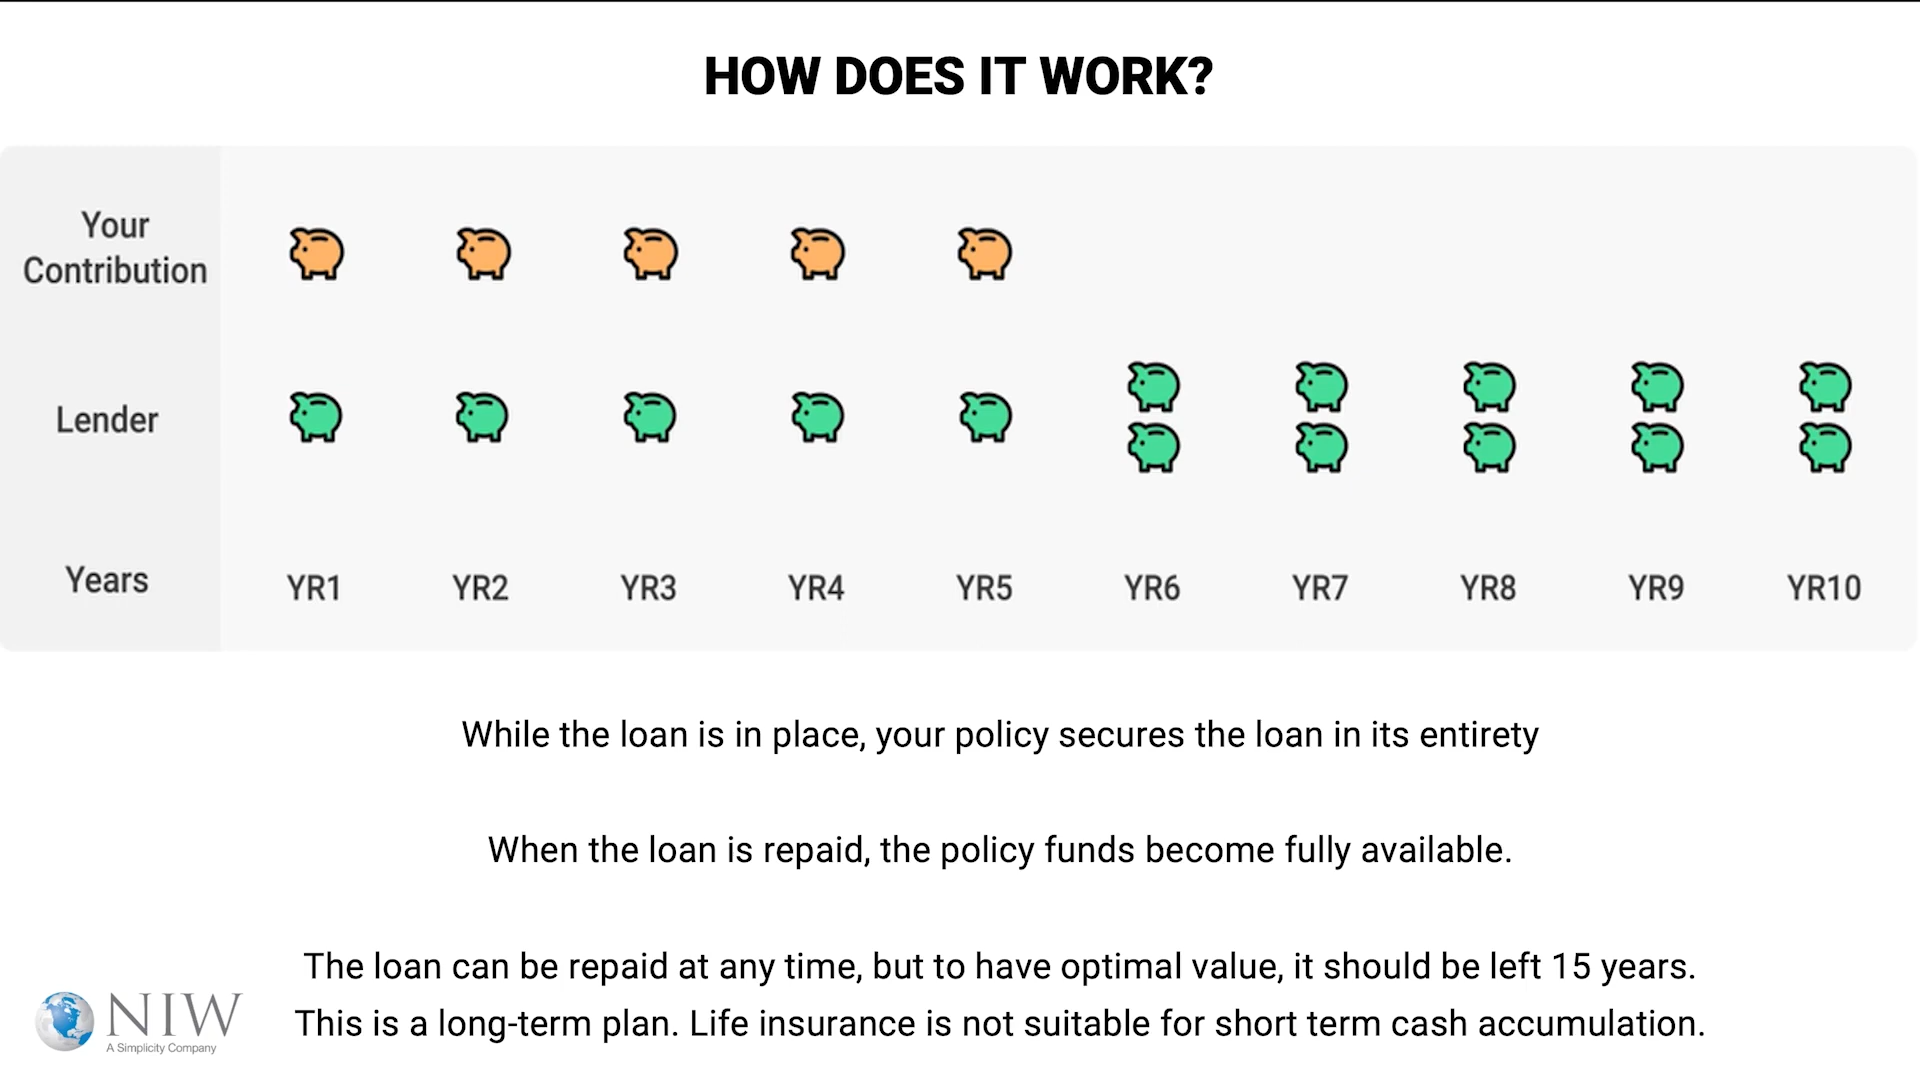 HOW DOES IT WORK?
Your
Contribution
Lender
Years
YR1 YR2 YR3 YR4 YR5 YR6 YR7 YR8 YR9 YR10
While the loan is in place, your policy secures the loan in its entirety
When the loan is repaid, the policy funds become fully available.
The loan can be repaid at any time, but to have optimal value, it should be left 15 years.
This is a long-term plan. Life insurance is not suitable for short term cash accumulation.
NIW
A Simplicity Company